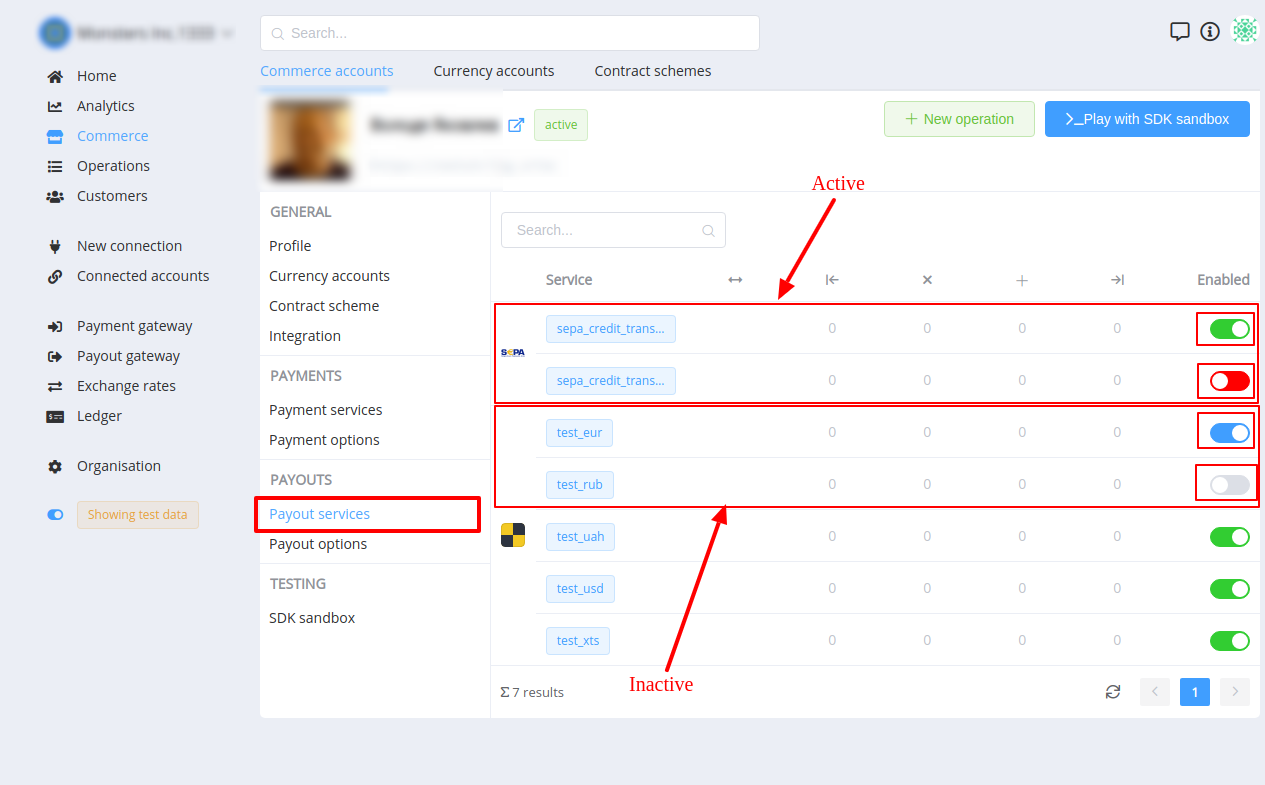 Search...
Commerce accounts
Currency accounts
Contract schemes
Home
Analytics
Commerce
Operations
Customers
New connection
Connected accounts
Payment gateway
Payout gateway
Exchange rates
Ledger
Organisation
Showing test data
active
New operation
>_Play with SDK sandbox
GENERAL
Profile
Currency accounts
Contract scheme
Integration
PAYMENTS
Payment services
Payment options
PAYOUTS
Payout services
Payout options
TESTING
SDK sandbox
Active
Search...
Service Enabled
SEPA
sepa_credit_trans... 0 0 0 0
sepa_credit_trans... 0 0 0 0
test_eur 0 0 0 0
test_rub 0 0 0 0
test_uah 0 0 0 0
test_usd 0 0 0 0
test_xts 0 0 0 0
Inactive
Σ 7 results
1